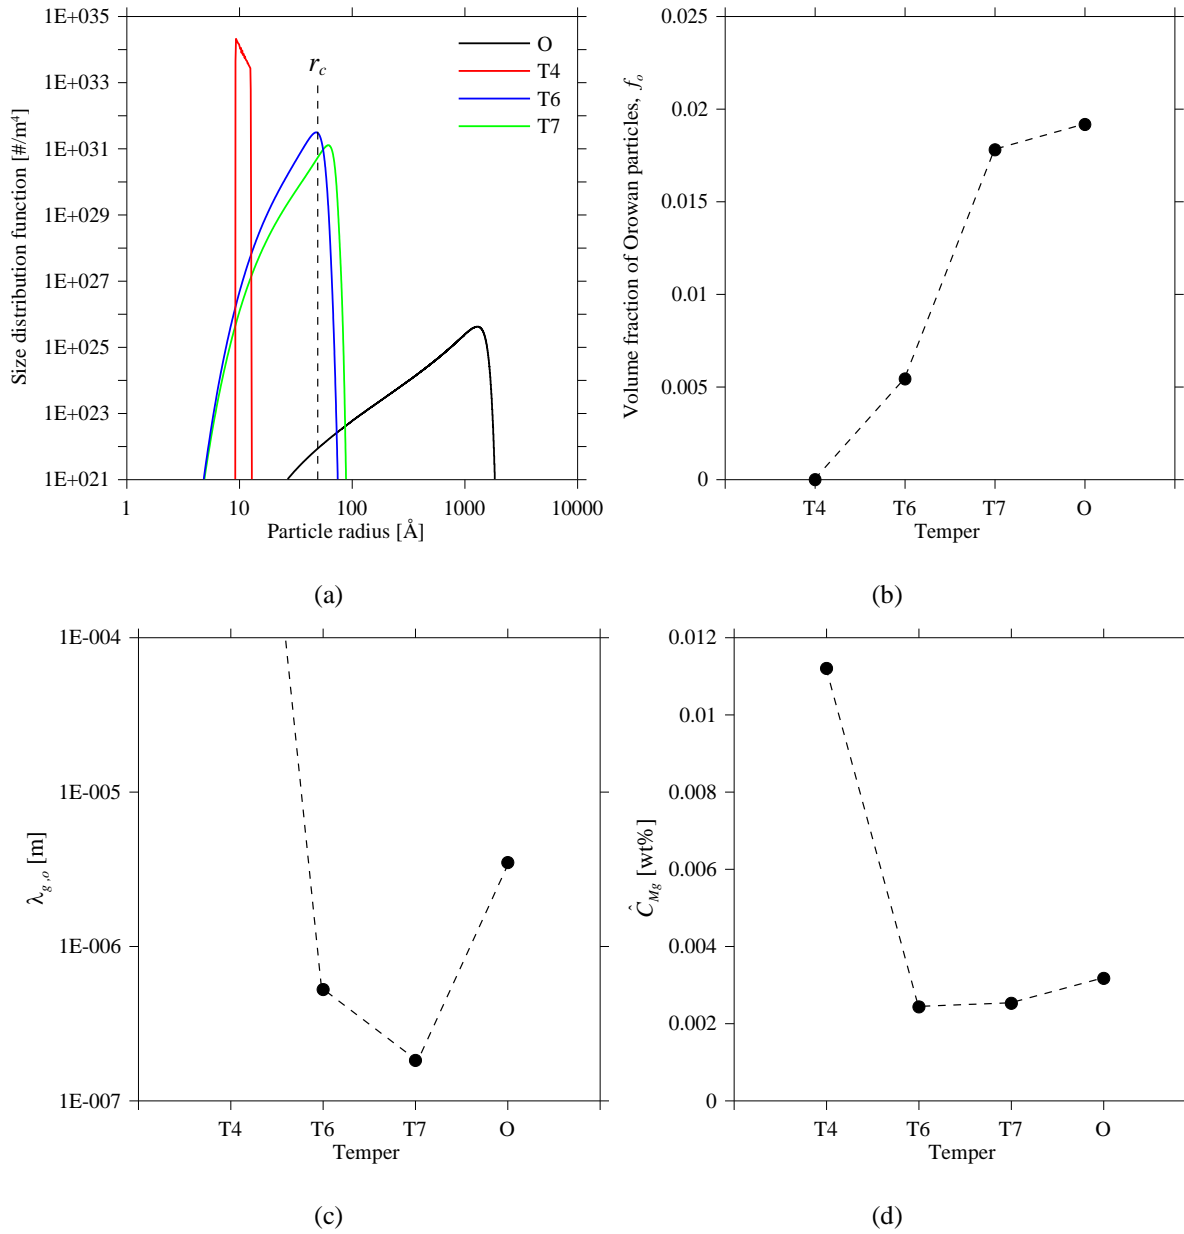 1E+035
1E+033
1E+031
1E+029
1E+027
1E+025
1E+023
1E+021
Size distribution function [#/m⁴]
r_c
O
T4
T6
T7
1 10 100 1000 10000
Particle radius [Å]
(a)
0.025
0.02
0.015
0.01
0.005
0
Volume fraction of Orowan particles, f_o
T4 T6 T7 O
Temper
(b)
1E-004
1E-005
1E-006
1E-007
λ_g,o [m]
T4 T6 T7 O
Temper
(c)
0.012
0.01
0.008
0.006
0.004
0.002
0
Ĉ_Mg [wt%]
T4 T6 T7 O
Temper
(d)